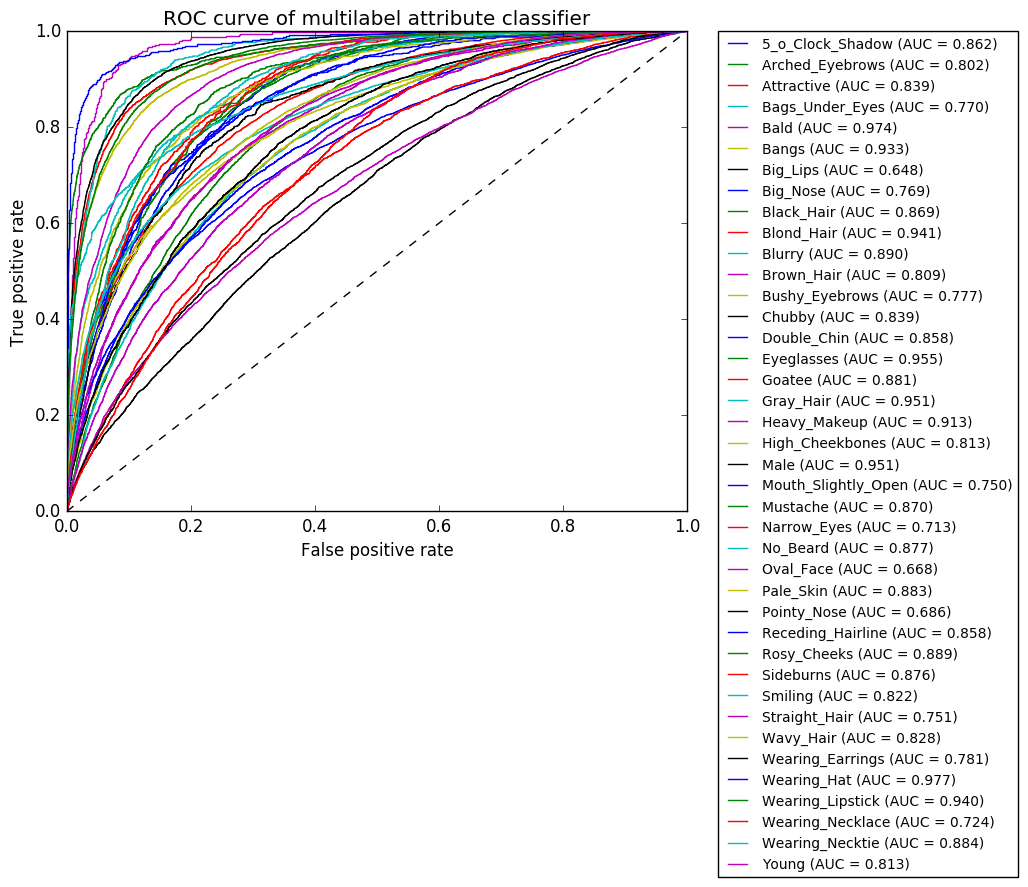 ROC curve of multilabel attribute classifier
True positive rate
1.0
0.8
0.6
0.4
0.2
0.0
0.0 0.2 0.4 0.6 0.8 1.0
False positive rate
5_o_Clock_Shadow (AUC = 0.862)
Arched_Eyebrows (AUC = 0.802)
Attractive (AUC = 0.839)
Bags_Under_Eyes (AUC = 0.770)
Bald (AUC = 0.974)
Bangs (AUC = 0.933)
Big_Lips (AUC = 0.648)
Big_Nose (AUC = 0.769)
Black_Hair (AUC = 0.869)
Blond_Hair (AUC = 0.941)
Blurry (AUC = 0.890)
Brown_Hair (AUC = 0.809)
Bushy_Eyebrows (AUC = 0.777)
Chubby (AUC = 0.839)
Double_Chin (AUC = 0.858)
Eyeglasses (AUC = 0.955)
Goatee (AUC = 0.881)
Gray_Hair (AUC = 0.951)
Heavy_Makeup (AUC = 0.913)
High_Cheekbones (AUC = 0.813)
Male (AUC = 0.951)
Mouth_Slightly_Open (AUC = 0.750)
Mustache (AUC = 0.870)
Narrow_Eyes (AUC = 0.713)
No_Beard (AUC = 0.877)
Oval_Face (AUC = 0.668)
Pale_Skin (AUC = 0.883)
Pointy_Nose (AUC = 0.686)
Receding_Hairline (AUC = 0.858)
Rosy_Cheeks (AUC = 0.889)
Sideburns (AUC = 0.876)
Smiling (AUC = 0.822)
Straight_Hair (AUC = 0.751)
Wavy_Hair (AUC = 0.828)
Wearing_Earrings (AUC = 0.781)
Wearing_Hat (AUC = 0.977)
Wearing_Lipstick (AUC = 0.940)
Wearing_Necklace (AUC = 0.724)
Wearing_Necktie (AUC = 0.884)
Young (AUC = 0.813)